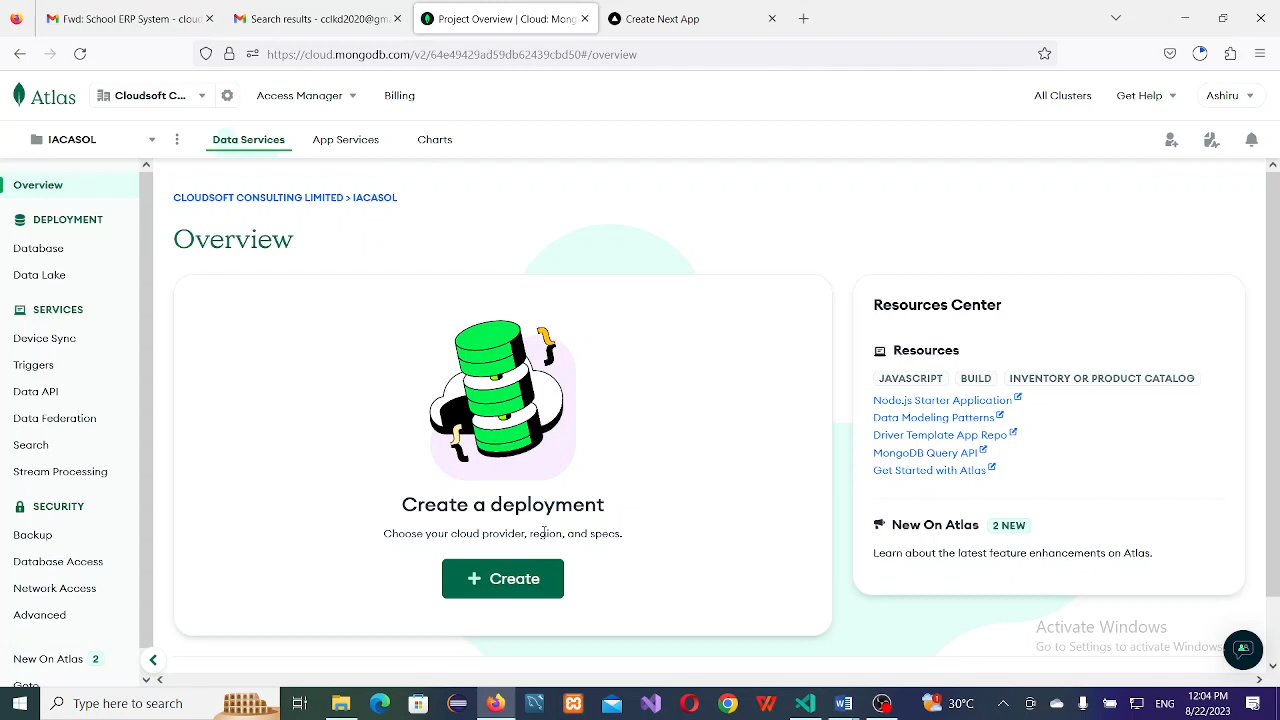 Fwd: School ERP System - cloud
Search results - cclkd2020@gm
Project Overview | Cloud: Mong
Create Next App
https://cloud.mongodb.com/v2/64e49429ad59db62439cbd50#/overview
Atlas
Cloudsoft C...
Access Manager
Billing
All Clusters
Get Help
Ashiru
IACASOL
Data Services
App Services
Charts
Overview
DEPLOYMENT
Database
Data Lake
SERVICES
Device Sync
Triggers
Data API
Data Federation
Search
Stream Processing
SECURITY
Backup
Database Access
Network Access
Advanced
New On Atlas 2
Goto
CLOUDSOFT CONSULTING LIMITED > IACASOL
Overview
Create a deployment
Choose your cloud provider, region, and specs.
+ Create
Resources Center
Resources
JAVASCRIPT BUILD INVENTORY OR PRODUCT CATALOG
Node.js Starter Application
Data Modeling Patterns
Driver Template App Repo
MongoDB Query API
Get Started with Atlas
New On Atlas 2 NEW
Learn about the latest feature enhancements on Atlas.
Activate Windows
Go to Settings to activate Windows.
Type here to search
30°C
ENG
12:04 PM
8/22/2023